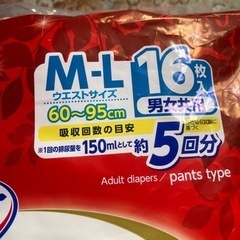 M-L
ウエストサイズ
60～95cm
16枚入
男女共用
吸収回数の目安
※1回の排尿量を150mlとして 約5回分
Adult diapers / pants type